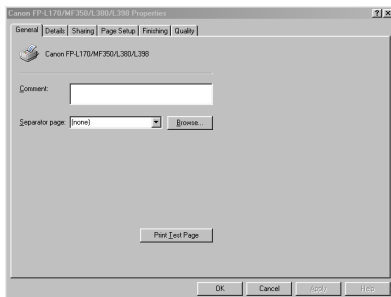 Canon FP-L170/MF350/L380/L398 Properties
General Details Sharing Page Setup Finishing Quality
Canon FP-L170/MF350/L380/L398
Comment:
Separator page: (none) Browse...
Print Test Page
OK Cancel Apply Help